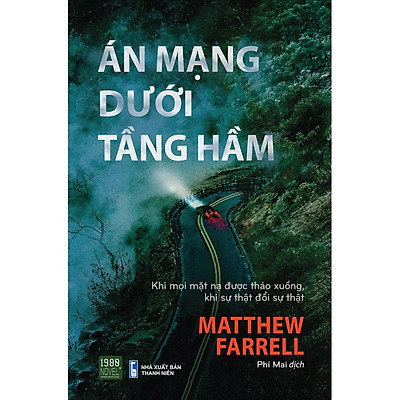 ÁN MẠNG
DƯỚI
TẦNG HẦM
Khi mọi mặt nạ được tháo xuống,
khi sự thật đổi sự thật
MATTHEW
FARRELL
Phí Mai dịch
1980
NOVEL
NHÀ XUẤT BẢN
THANH NIÊN